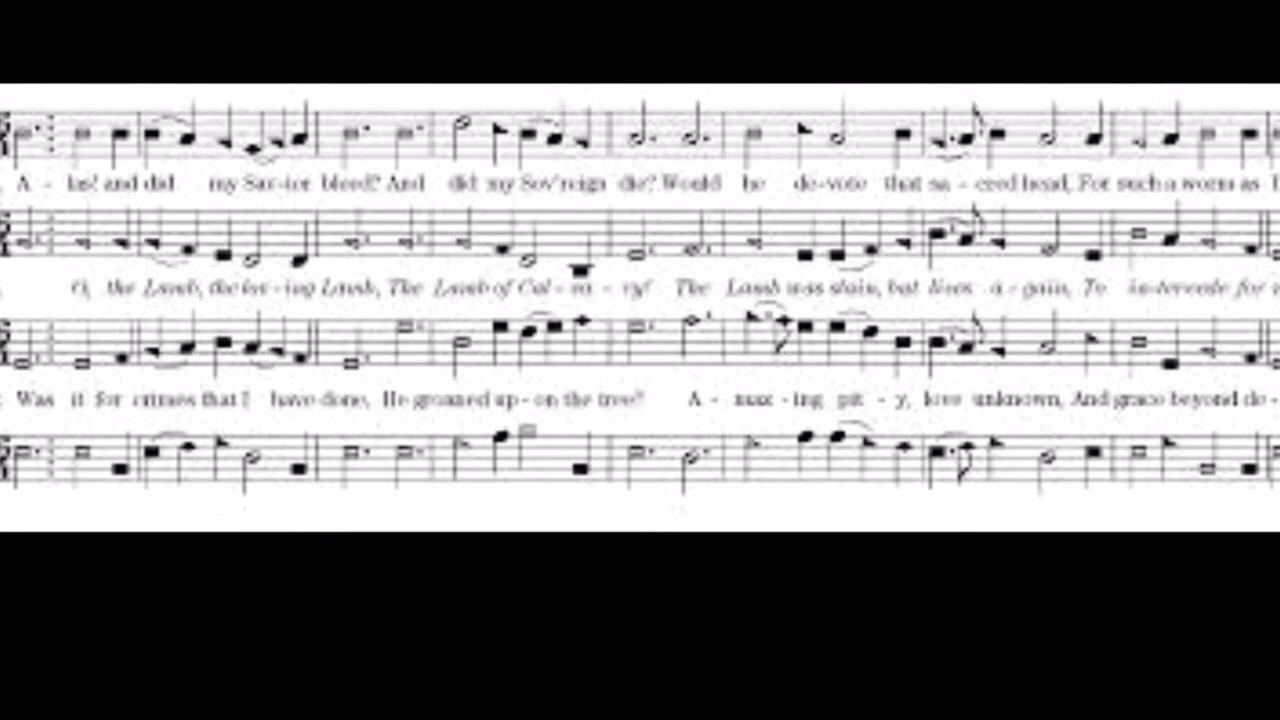 A - las! and did my Sav-ior bleed? And did my Sov'reign die? Would he de-vote that sa - cred head, For such a worm as I
O, the Lamb, the lov - ing Lamb, The Lamb of Cal - va - ry! The Lamb was slain, but lives a - gain, To in-tercede for
Was it for crimes that I have done, He groaned up - on the tree? A - maz - ing pit - y, love unknown, And grace beyond de-